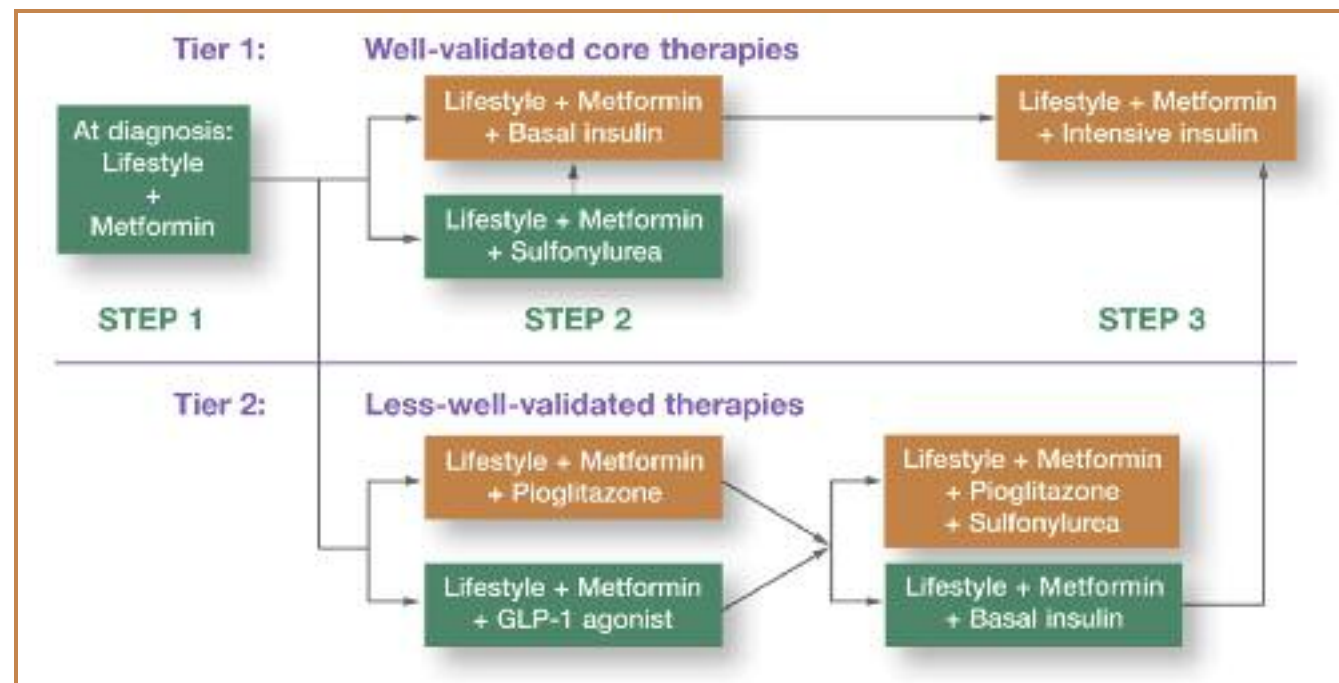 Tier 1: Well-validated core therapies
At diagnosis:
Lifestyle
+
Metformin
Lifestyle + Metformin
+ Basal insulin
Lifestyle + Metformin
+ Sulfonylurea
Lifestyle + Metformin
+ Intensive insulin
STEP 1
STEP 2
STEP 3
Tier 2: Less-well-validated therapies
Lifestyle + Metformin
+ Pioglitazone
Lifestyle + Metformin
+ GLP-1 agonist
Lifestyle + Metformin
+ Pioglitazone
+ Sulfonylurea
Lifestyle + Metformin
+ Basal insulin